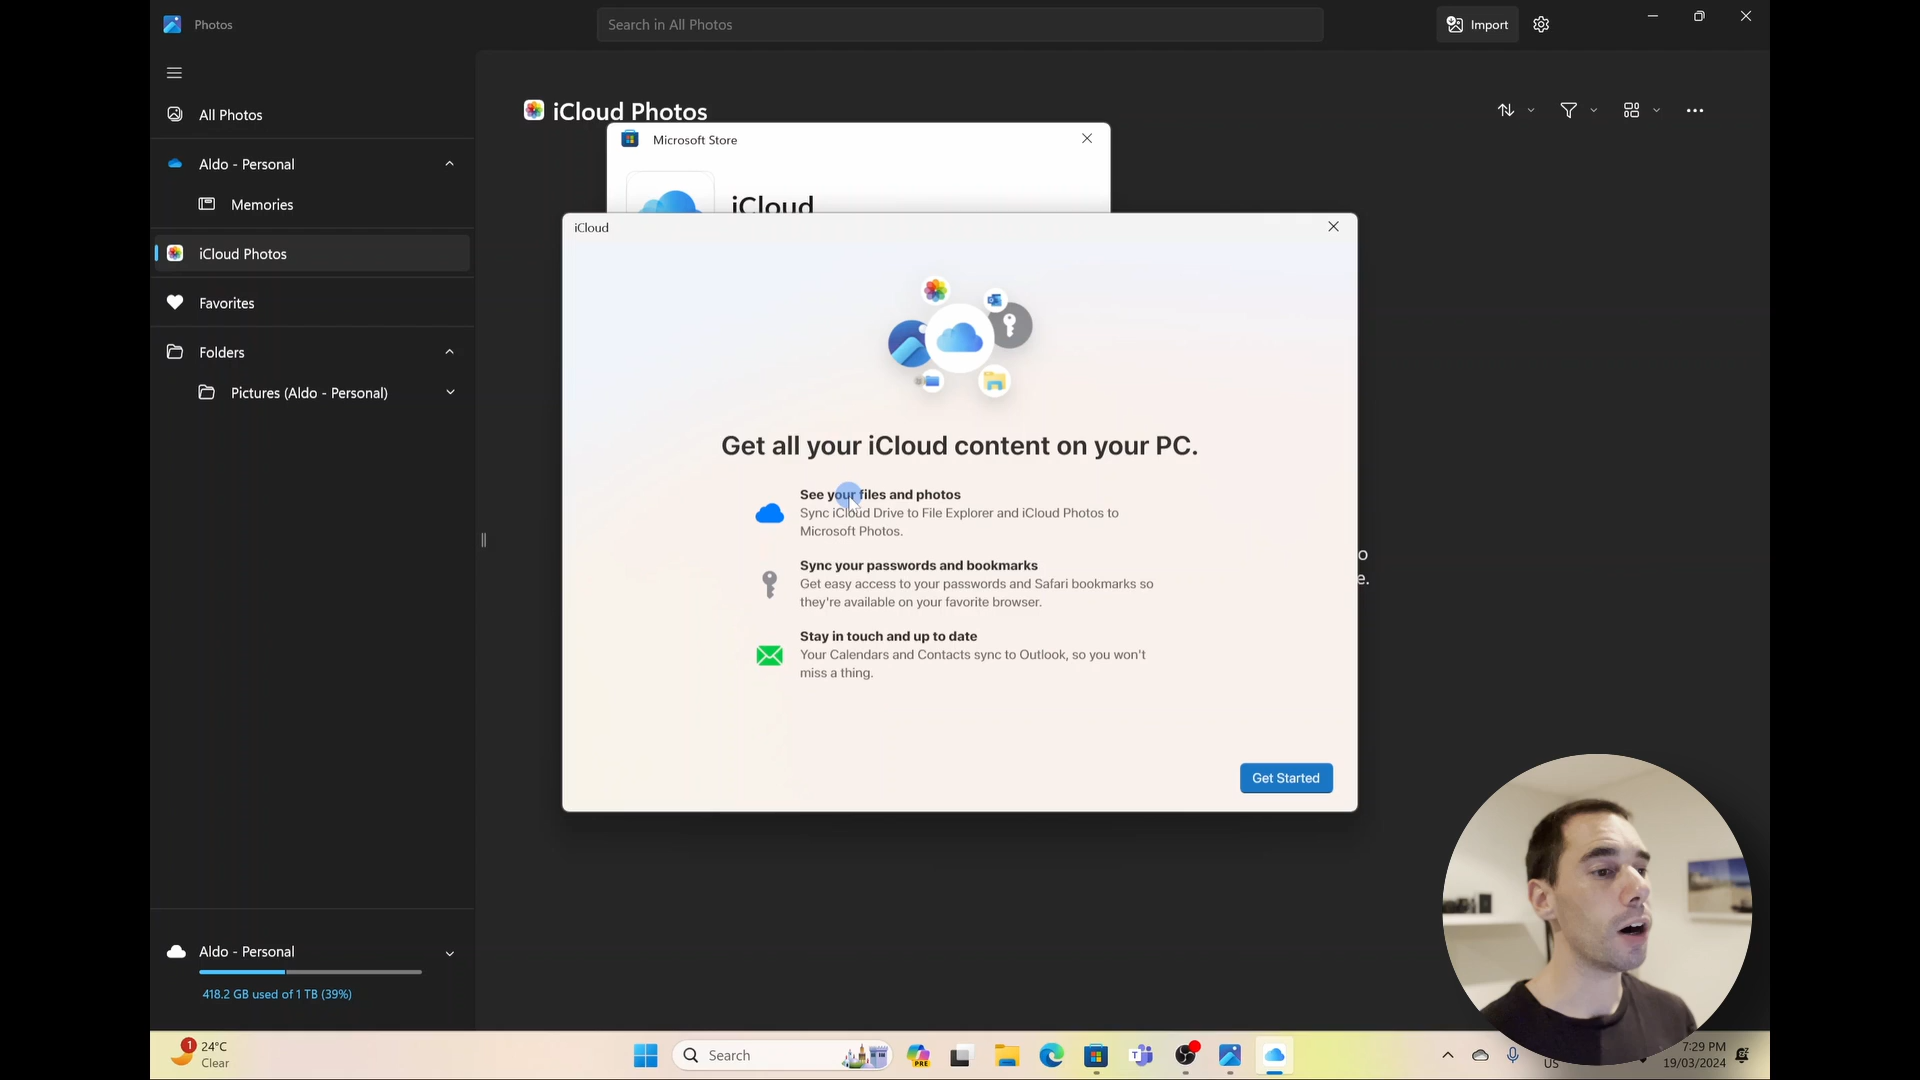 Photos
Search in All Photos
Import
All Photos
Aldo - Personal
Memories
iCloud Photos
Favorites
Folders
Pictures (Aldo - Personal)
iCloud Photos
Microsoft Store
iCloud
iCloud
Get all your iCloud content on your PC.
See your files and photos
Sync iCloud Drive to File Explorer and iCloud Photos to
Microsoft Photos.
Sync your passwords and bookmarks
Get easy access to your passwords and Safari bookmarks so
they're available on your favorite browser.
Stay in touch and up to date
Your Calendars and Contacts sync to Outlook, so you won't
miss a thing.
Get Started
Aldo - Personal
418.2 GB used of 1 TB (39%)
1
24°C
Clear
Search
PRE
US
7:29 PM
19/03/2024